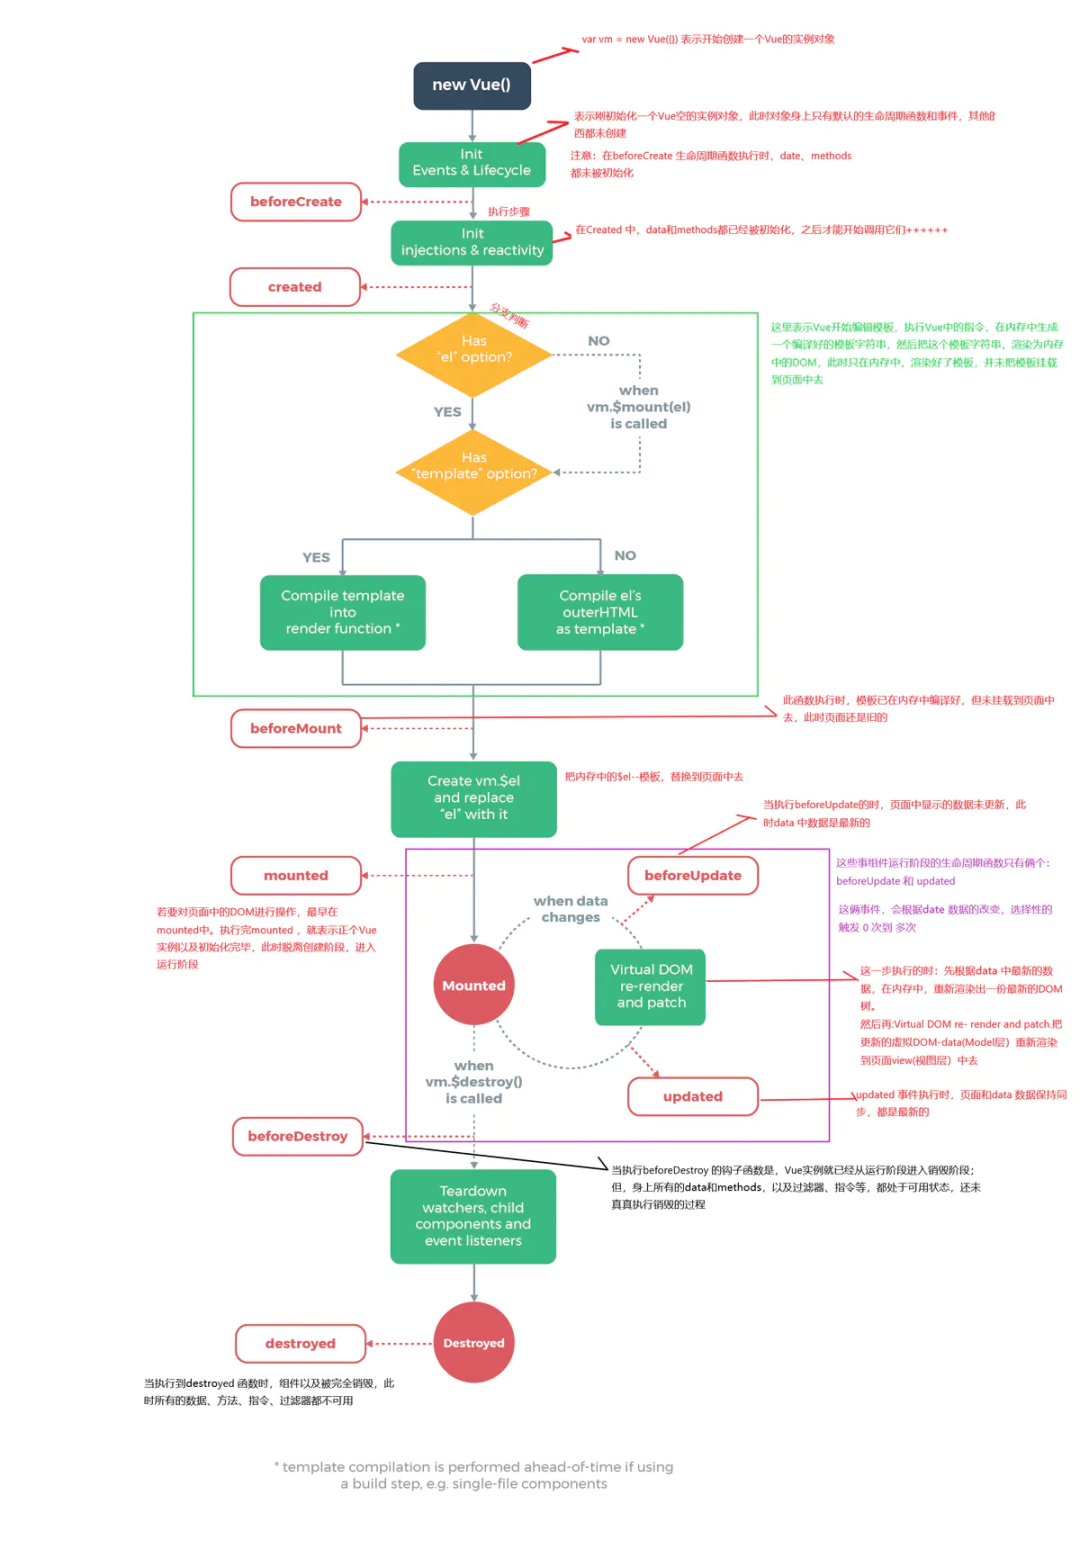 var vm = new Vue({}) 表示开始创建一个Vue的实例对象
new Vue()
表示刚初始化一个Vue空的实例对象，此时对象身上只有默认的生命周期函数和事件，其他的
西都未创建
Init
Events & Lifecycle
注意：在beforeCreate 生命周期函数执行时，date、methods
都未被初始化
beforeCreate
执行步骤
Init
injections & reactivity
在Created 中，data和methods都已经被初始化，之后才能开始调用它们++++++
created
分支判断
Has
“el” option?
NO
这里表示Vue开始编辑模板，执行Vue中的指令，在内存中生成
一个编译好的模板字符串，然后把这个模板字符串，渲染为内存
中的DOM，此时只在内存中，渲染好了模板，并未把模板挂载
到页面中去
when
vm.$mount(el)
is called
YES
Has
“template” option?
YES
NO
Compile template
into
render function *
Compile el’s
outerHTML
as template *
此函数执行时，模板已在内存中编译好，但未挂载到页面中
去，此时页面还是旧的
beforeMount
Create vm.$el
and replace
“el” with it
把内存中的$el--模板，替换到页面中去
当执行beforeUpdate的时，页面中显示的数据未更新，此
时data 中数据是最新的
mounted
beforeUpdate
这些事组件运行阶段的生命周期函数只有俩个：
beforeUpdate 和 updated
when data
changes
若要对页面中的DOM进行操作，最早在
mounted中。执行完mounted ，就表示正个Vue
实例以及初始化完毕，此时脱离创建阶段，进入
运行阶段
这俩事件，会根据date 数据的改变，选择性的
触发 0 次到 多次
Mounted
Virtual DOM
re-render
and patch
这一步执行的时：先根据data 中最新的数
据，在内存中，重新渲染出一份最新的DOM
树。
然后再:Virtual DOM re- render and patch.把
更新的虚拟DOM-data(Model层）重新渲染
到页面view(视图层）中去
when
vm.$destroy()
is called
updated
updated 事件执行时，页面和data 数据保持同
步，都是最新的
beforeDestroy
当执行beforeDestroy 的钩子函数是，Vue实例就已经从运行阶段进入销毁阶段；
但，身上所有的data和methods，以及过滤器、指令等，都处于可用状态，还未
真真执行销毁的过程
Teardown
watchers, child
components and
event listeners
destroyed
Destroyed
当执行到destroyed 函数时，组件以及被完全销毁，此
时所有的数据、方法、指令、过滤器都不可用
* template compilation is performed ahead-of-time if using
a build step, e.g. single-file components